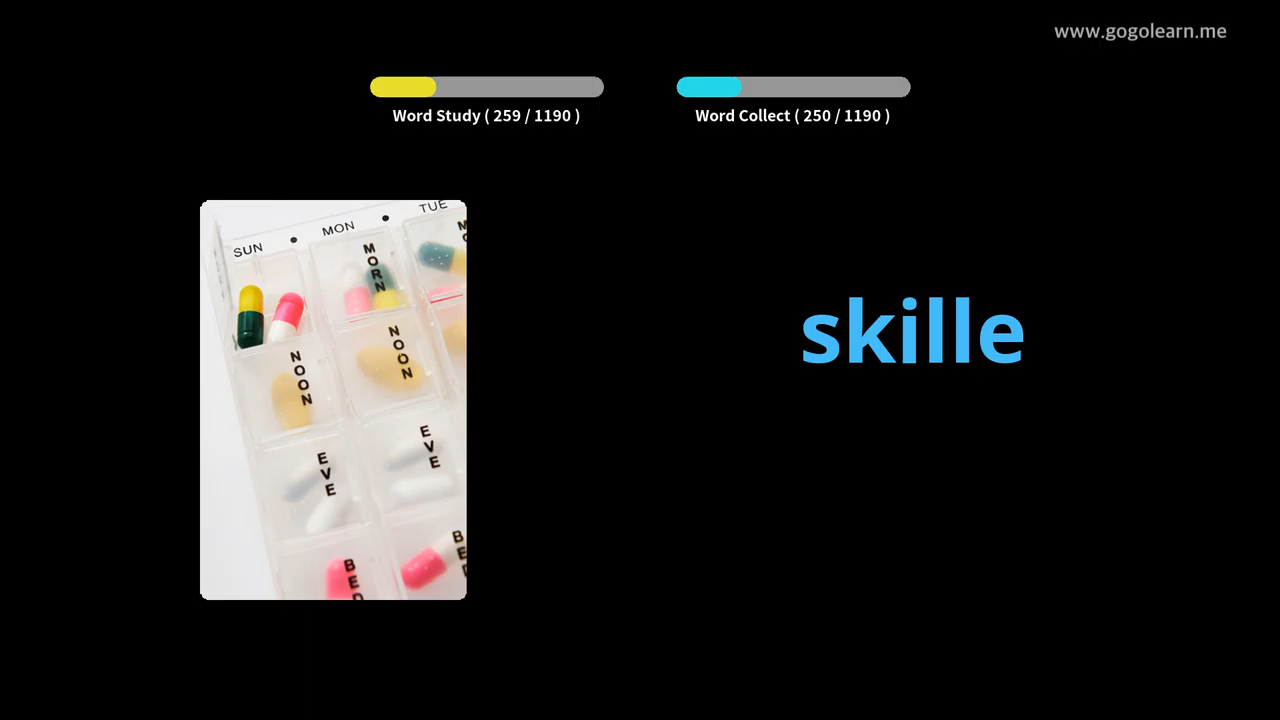 www.gogolearn.me
Word Study ( 259 / 1190 )
Word Collect ( 250 / 1190 )
SUN • MON • TUE
MORN
NOON
NOON
EVE
EVE
BED
skille